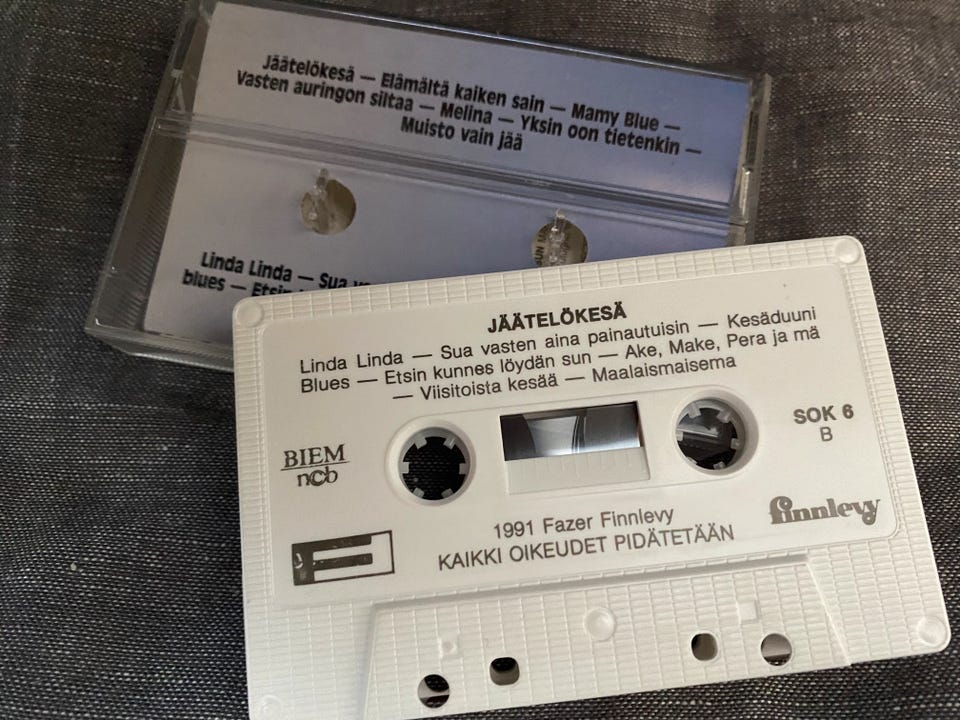 Jäätelökesä — Elämältä kaiken sain — Mamy Blue —
Vasten auringon siltaa — Melina — Yksin oon tietenkin —
Muisto vain jää
Linda Linda — Sua
blues — Etsin
JÄÄTELÖKESÄ
Linda Linda — Sua vasten aina painautuisin — Kesäduuni
Blues — Etsin kunnes löydän sun — Ake, Make, Pera ja mä
— Viisitoista kesää — Maalaismaisema
SOK 6
B
BIEM
ncb
finnlevy
1991 Fazer Finnlevy
KAIKKI OIKEUDET PIDÄTETÄÄN